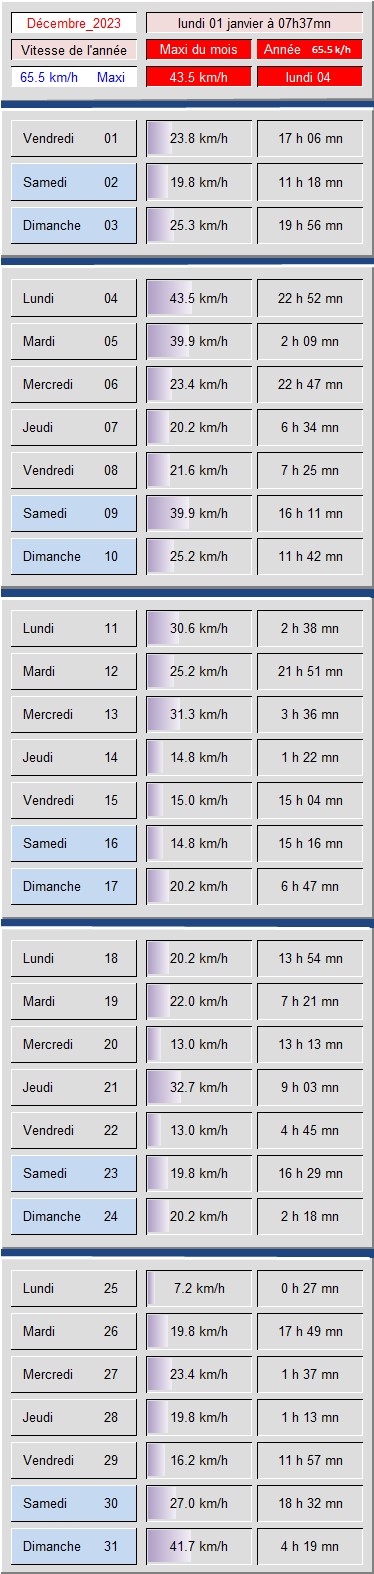 Décembre_2023 lundi 01 janvier à 07h37mn
Vitesse de l'année Maxi du mois Année 65.5 k/h
65.5 km/h Maxi 43.5 km/h lundi 04
Vendredi 01 23.8 km/h 17 h 06 mn
Samedi 02 19.8 km/h 11 h 18 mn
Dimanche 03 25.3 km/h 19 h 56 mn
Lundi 04 43.5 km/h 22 h 52 mn
Mardi 05 39.9 km/h 2 h 09 mn
Mercredi 06 23.4 km/h 22 h 47 mn
Jeudi 07 20.2 km/h 6 h 34 mn
Vendredi 08 21.6 km/h 7 h 25 mn
Samedi 09 39.9 km/h 16 h 11 mn
Dimanche 10 25.2 km/h 11 h 42 mn
Lundi 11 30.6 km/h 2 h 38 mn
Mardi 12 25.2 km/h 21 h 51 mn
Mercredi 13 31.3 km/h 3 h 36 mn
Jeudi 14 14.8 km/h 1 h 22 mn
Vendredi 15 15.0 km/h 15 h 04 mn
Samedi 16 14.8 km/h 15 h 16 mn
Dimanche 17 20.2 km/h 6 h 47 mn
Lundi 18 20.2 km/h 13 h 54 mn
Mardi 19 22.0 km/h 7 h 21 mn
Mercredi 20 13.0 km/h 13 h 13 mn
Jeudi 21 32.7 km/h 9 h 03 mn
Vendredi 22 13.0 km/h 4 h 45 mn
Samedi 23 19.8 km/h 16 h 29 mn
Dimanche 24 20.2 km/h 2 h 18 mn
Lundi 25 7.2 km/h 0 h 27 mn
Mardi 26 19.8 km/h 17 h 49 mn
Mercredi 27 23.4 km/h 1 h 37 mn
Jeudi 28 19.8 km/h 1 h 13 mn
Vendredi 29 16.2 km/h 11 h 57 mn
Samedi 30 27.0 km/h 18 h 32 mn
Dimanche 31 41.7 km/h 4 h 19 mn